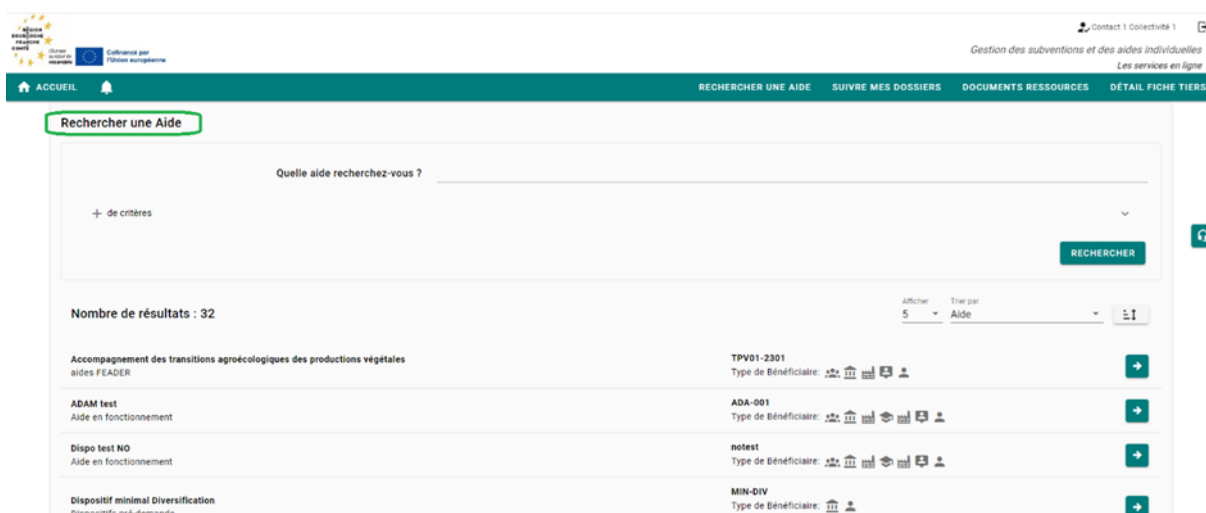 RÉGION
BOURGOGNE
FRANCHE
COMTÉ
Cofinancé par
l'Union européenne
Contact 1 Collectivité 1
Gestion des subventions et des aides individuelles
Les services en ligne
ACCUEIL
RECHERCHER UNE AIDE SUIVRE MES DOSSIERS DOCUMENTS RESSOURCES DÉTAIL FICHE TIERS
Rechercher une Aide
Quelle aide recherchez-vous ?
+ de critères
RECHERCHER
Nombre de résultats : 32
Afficher Trier par
5 Aide
Accompagnement des transitions agroécologiques des productions végétales
aides FEADER
TPV01-2301
Type de Bénéficiaire:
ADAM test
Aide en fonctionnement
ADA-001
Type de Bénéficiaire:
Dispo test NO
Aide en fonctionnement
notest
Type de Bénéficiaire:
Dispositif minimal Diversification
MIN-DIV
Type de Bénéficiaire: